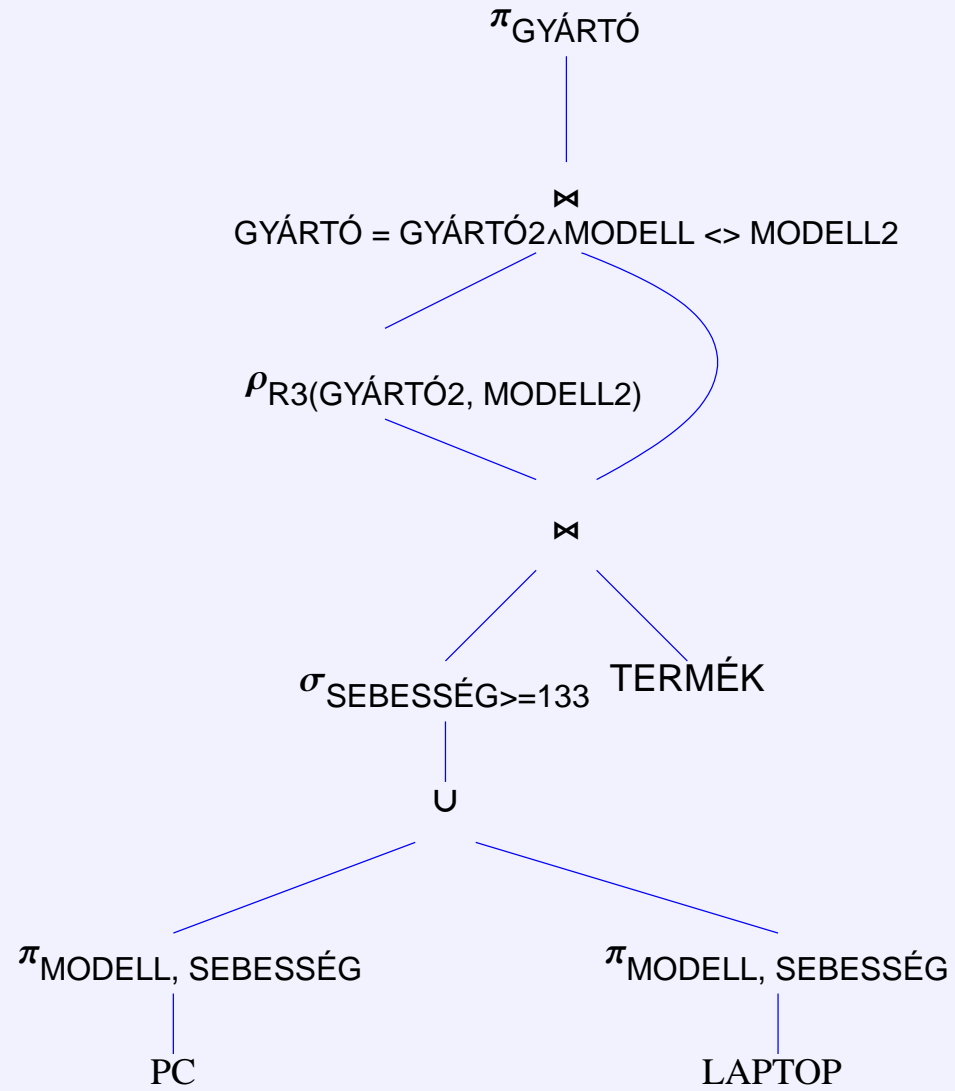 πGYÁRTÓ
⋈
GYÁRTÓ = GYÁRTÓ2∧MODELL <> MODELL2
ρR3(GYÁRTÓ2, MODELL2)
⋈
σSEBESSÉG>=133 TERMÉK
∪
πMODELL, SEBESSÉG πMODELL, SEBESSÉG
PC LAPTOP